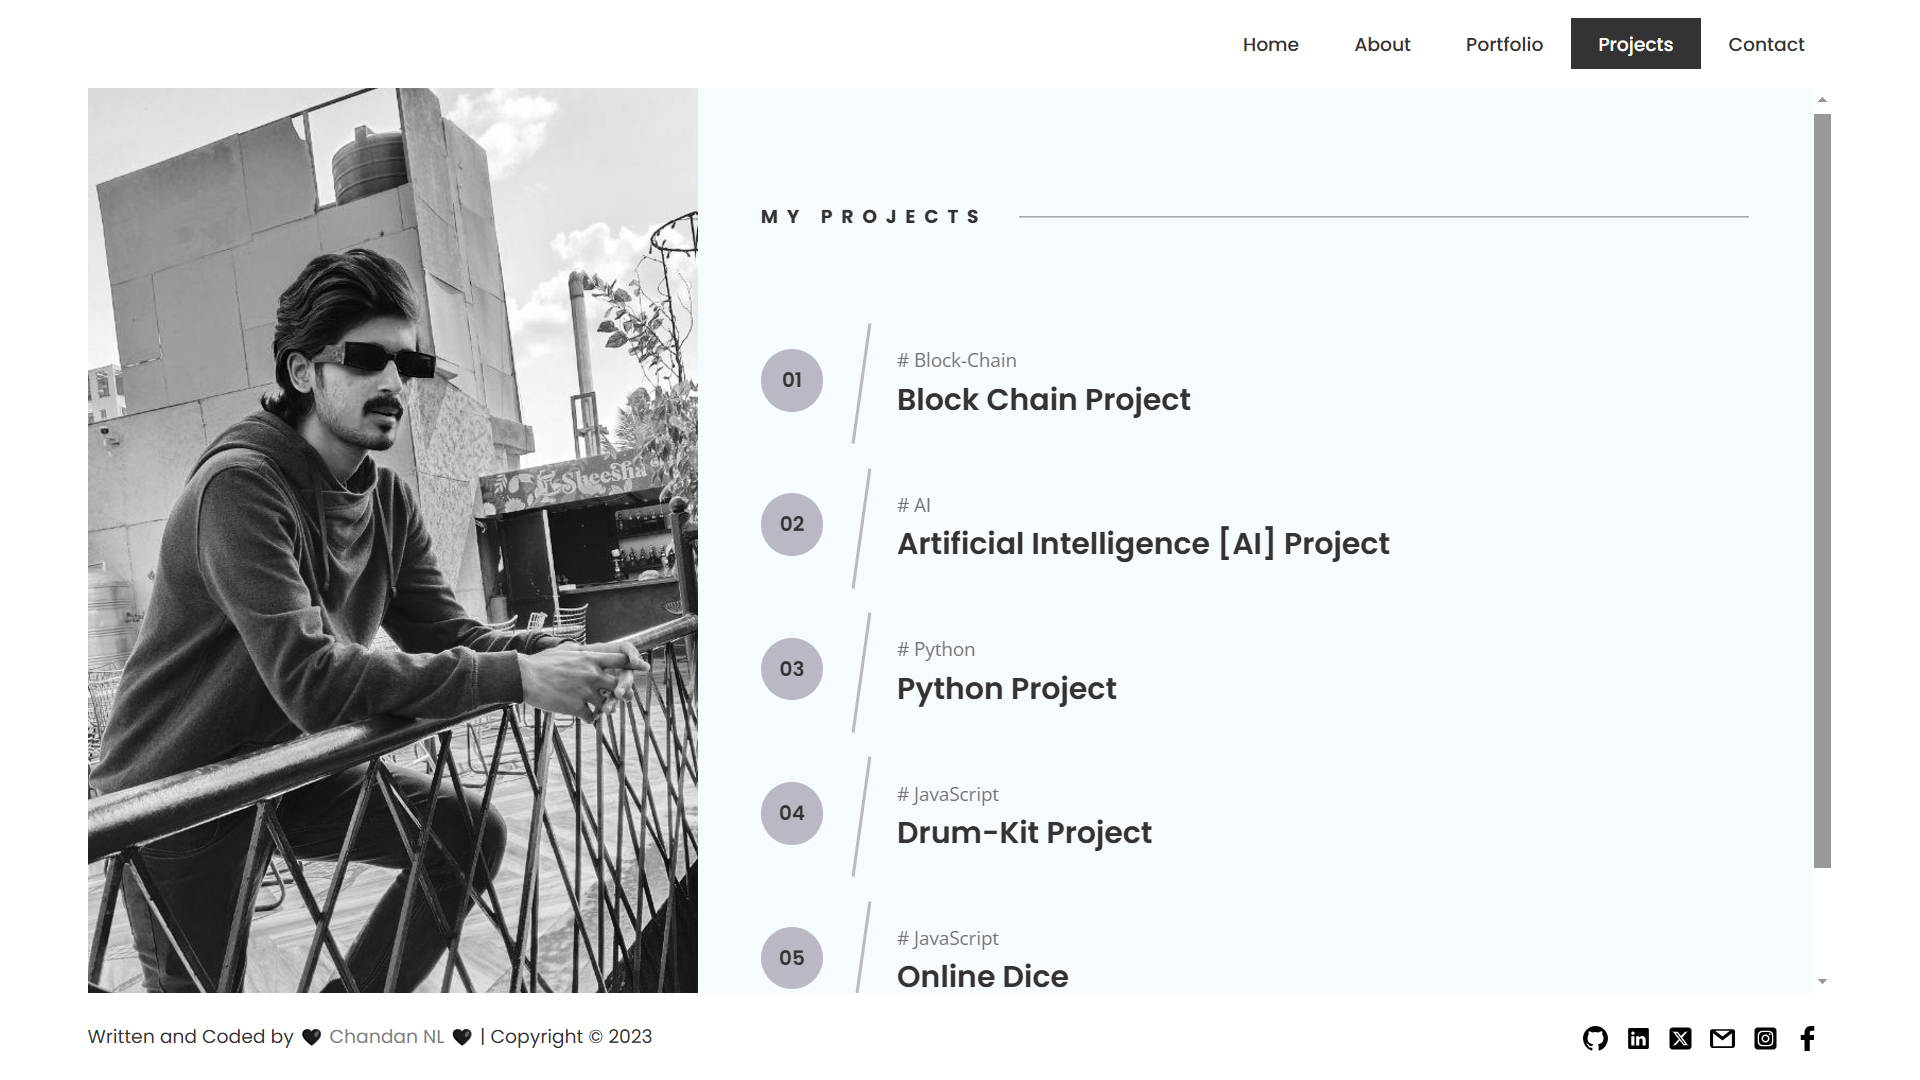 Home About Portfolio Projects Contact
MY PROJECTS
01
# Block-Chain
Block Chain Project
02
# AI
Artificial Intelligence [AI] Project
03
# Python
Python Project
04
# JavaScript
Drum-Kit Project
05
# JavaScript
Online Dice
Sheesha
Written and Coded by 🖤 Chandan NL 🖤 | Copyright © 2023